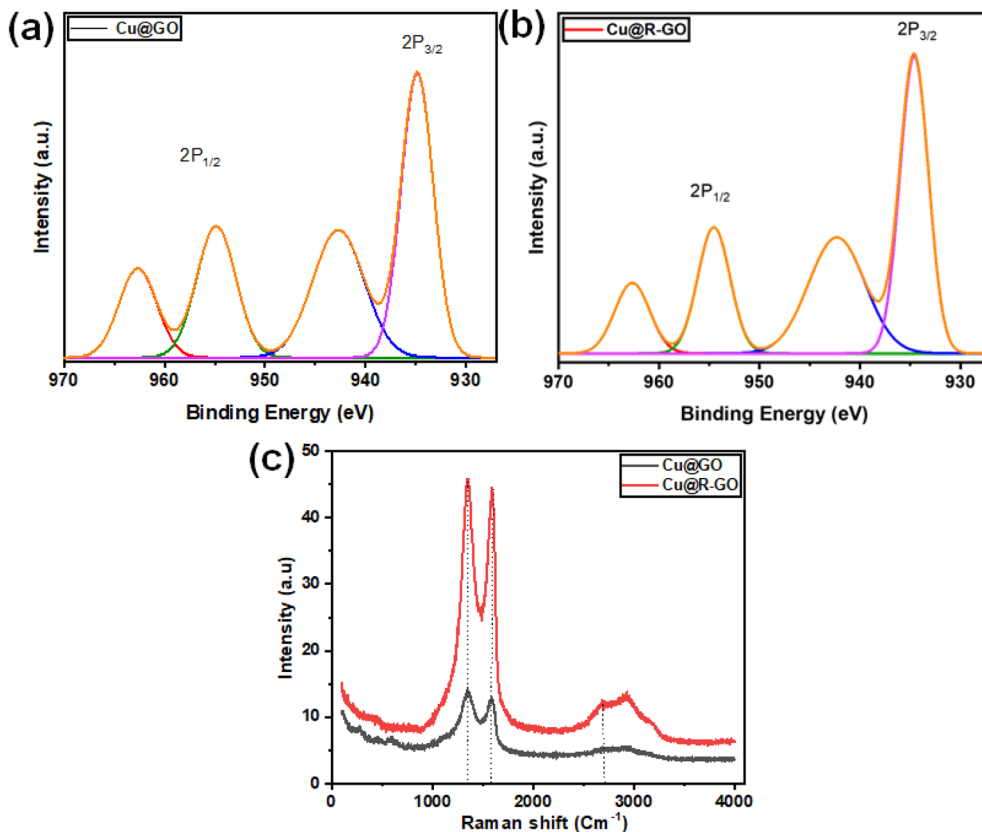 (a)
Cu@GO
2P3/2
2P1/2
Intensity (a.u.)
970
960
950
940
930
Binding Energy (eV)
(b)
Cu@R-GO
2P3/2
2P1/2
Intensity (a.u.)
970
960
950
940
930
Binding Energy (eV)
(c)
Cu@GO
Cu@R-GO
50
40
30
20
10
0
Intensity (a.u)
0
1000
2000
3000
4000
Raman shift (Cm-1)